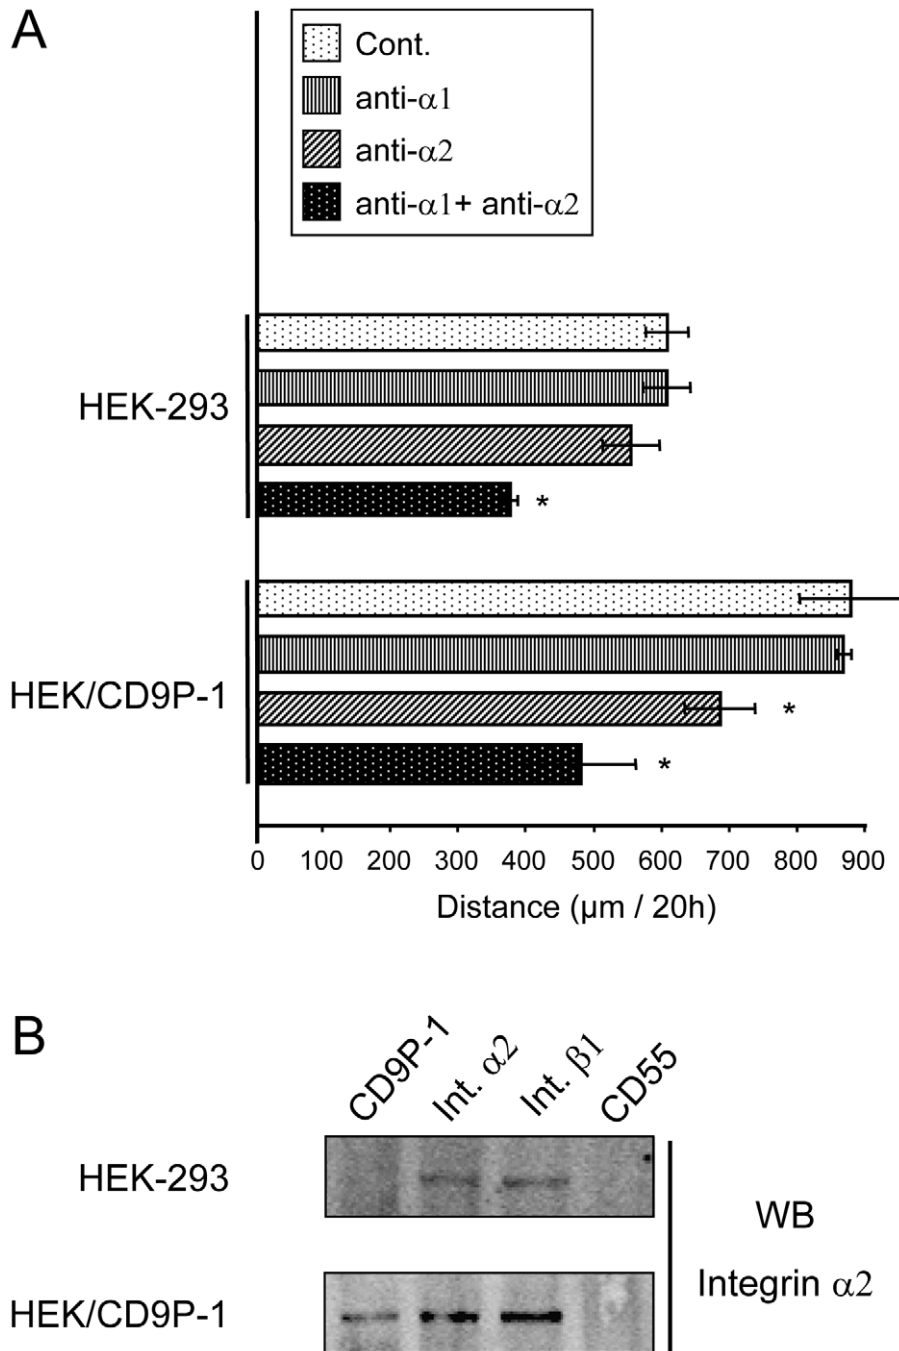 A
Cont.
anti-α1
anti-α2
anti-α1+ anti-α2
HEK-293
*
HEK/CD9P-1
*
*
0 100 200 300 400 500 600 700 800 900
Distance (µm / 20h)
B
CD9P-1 Int. α2 Int. β1 CD55
HEK-293
WB
Integrin α2
HEK/CD9P-1